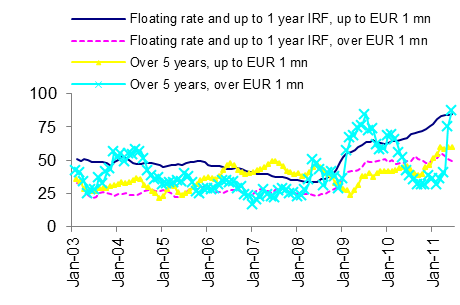 Floating rate and up to 1 year IRF, up to EUR 1 mn
Floating rate and up to 1 year IRF, over EUR 1 mn
Over 5 years, up to EUR 1 mn
Over 5 years, over EUR 1 mn
100
75
50
25
0
Jan-03
Jan-04
Jan-05
Jan-06
Jan-07
Jan-08
Jan-09
Jan-10
Jan-11